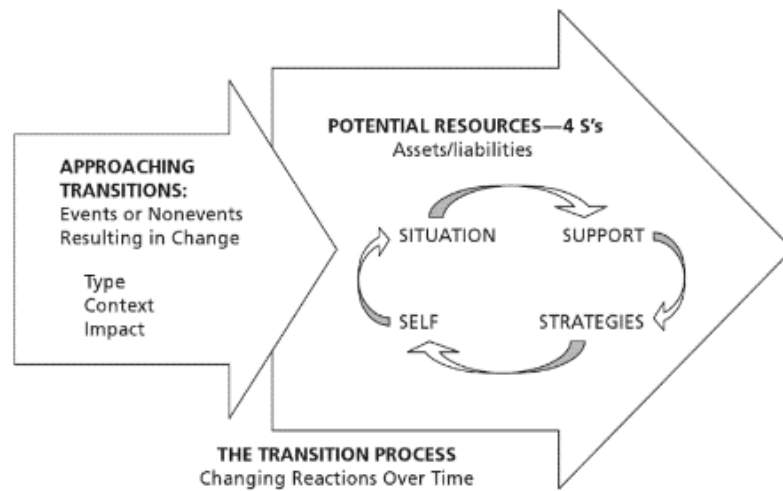 APPROACHING
TRANSITIONS:
Events or Nonevents
Resulting in Change
Type
Context
Impact
POTENTIAL RESOURCES—4 S's
Assets/liabilities
SITUATION
SUPPORT
SELF
STRATEGIES
THE TRANSITION PROCESS
Changing Reactions Over Time